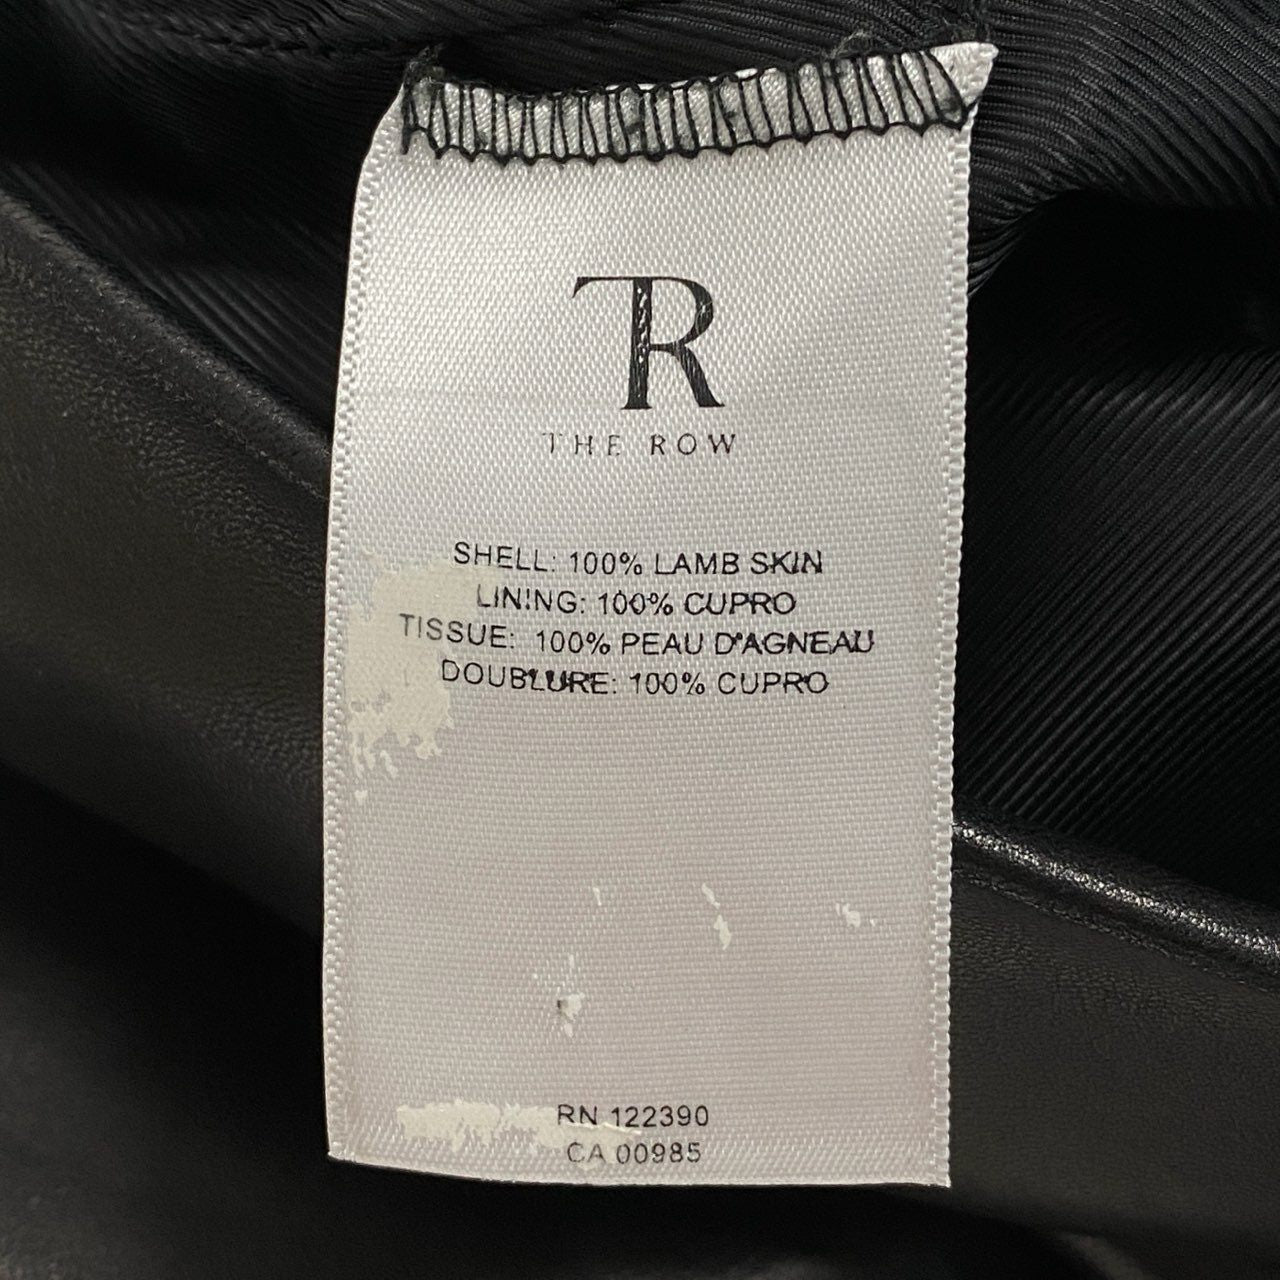 TR
THE ROW
SHELL: 100% LAMB SKIN
LINING: 100% CUPRO
TISSUE: 100% PEAU D'AGNEAU
DOUBLURE: 100% CUPRO
RN 122390
CA 00985